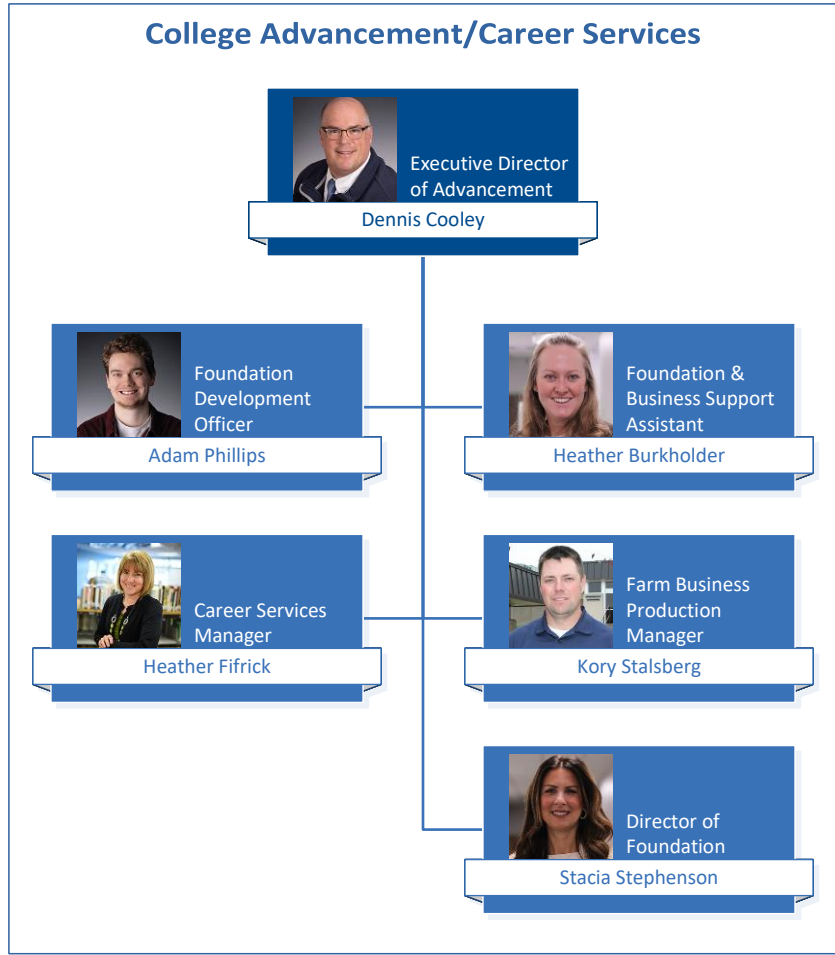 College Advancement/Career Services
Executive Director
of Advancement
Dennis Cooley
Foundation
Development
Officer
Adam Phillips
Foundation &
Business Support
Assistant
Heather Burkholder
Career Services
Manager
Heather Fifrick
Farm Business
Production
Manager
Kory Stalsberg
Director of
Foundation
Stacia Stephenson